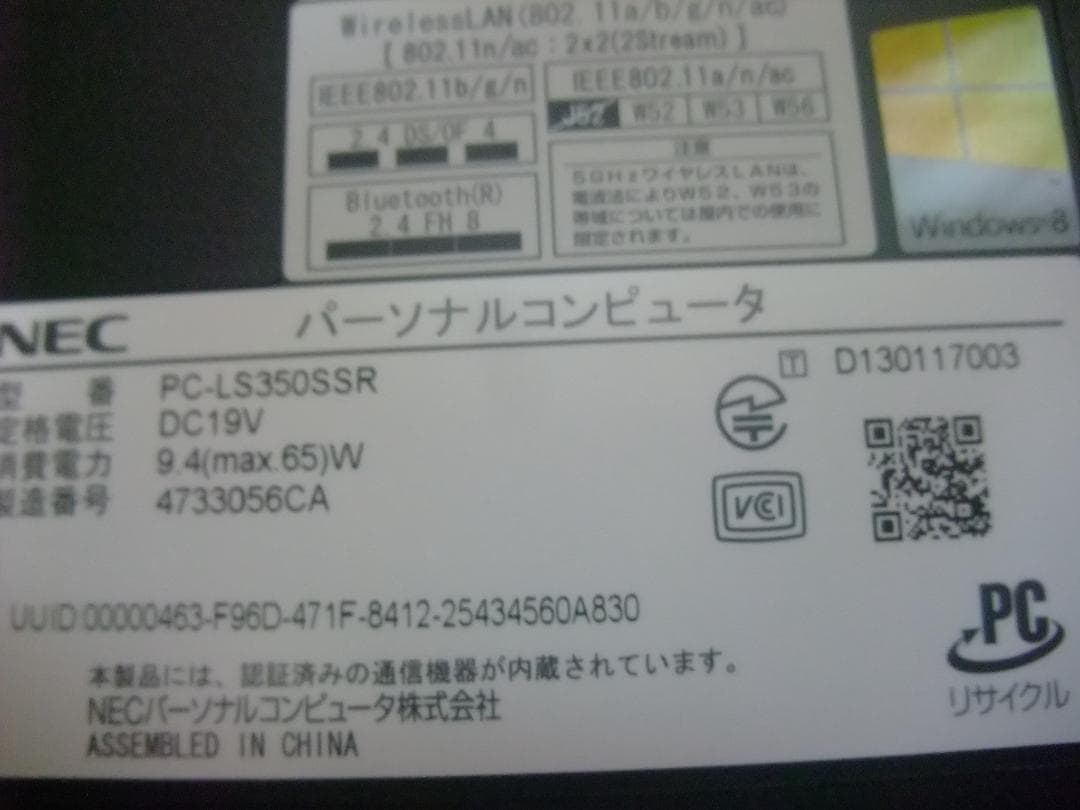 WirelessLAN(802.11a/b/g/n/ac)
[ 802.11n/ac : 2x2(2Stream) ]
IEEE802.11b/g/n
IEEE802.11a/n/ac
J52 W52 W53 W56
2.4 DS/OF 4
注意
5GHzワイヤレスLANは、
電波法によりW52、W53の
帯域については屋内での使用に
限定されます。
Bluetooth(R)
2.4 FH 8
Windows 8
NEC
パーソナルコンピュータ
型番 PC-LS350SSR
定格電圧 DC19V
消費電力 9.4(max.65)W
製造番号 4733056CA
T D130117003
VCCI
UUID:00000463-F96D-471F-8412-25434560A830
本製品には、認証済みの通信機器が内蔵されています。
NECパーソナルコンピュータ株式会社
ASSEMBLED IN CHINA
PC
リサイクル